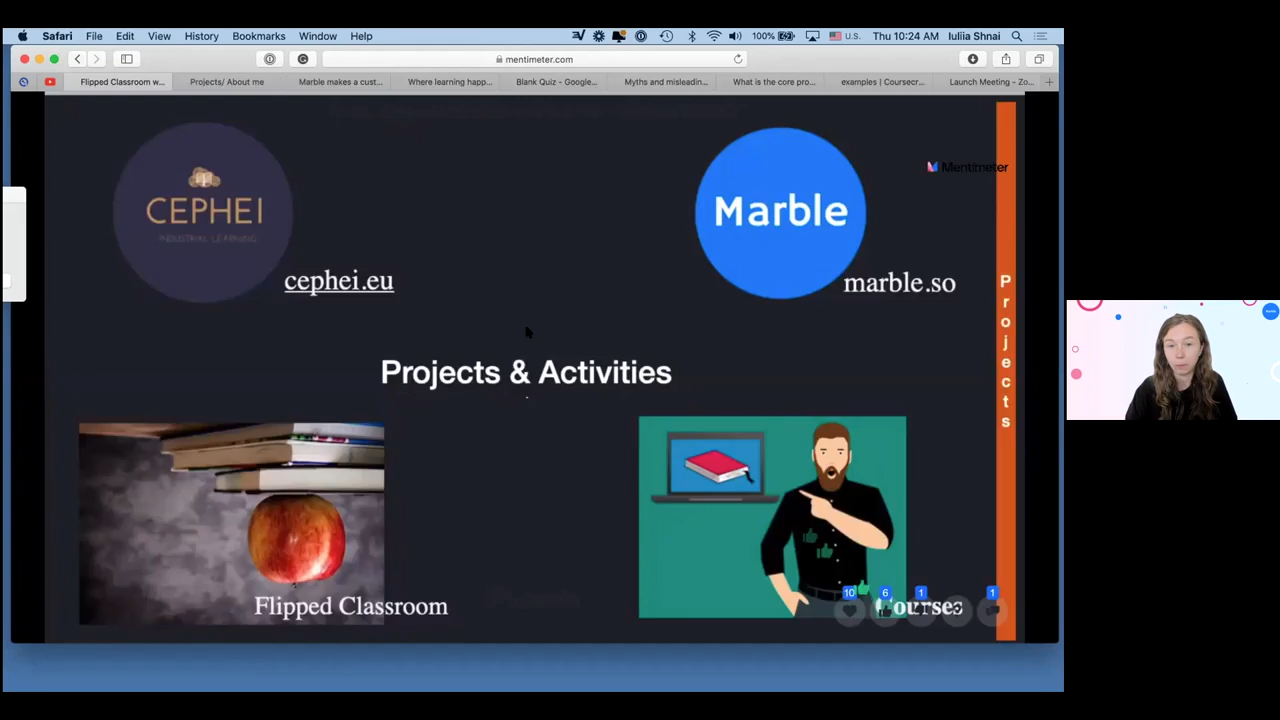 Safari File Edit View History Bookmarks Window Help 100% U.S. Thu 10:24 AM Iuliia Shnai
mentimeter.com
Flipped Classroom w... Projects/ About me Marble makes a cust... Where learning happ... Blank Quiz - Google... Myths and misleadin... What is the core pro... examples | Coursecr... Launch Meeting - Zo...
CEPHEI
INDUSTRIAL LEARNING
cephei.eu
Marble
marble.so
Mentimeter
Projects
Projects & Activities
Flipped Classroom
Courses
10 6 1 1
Marble